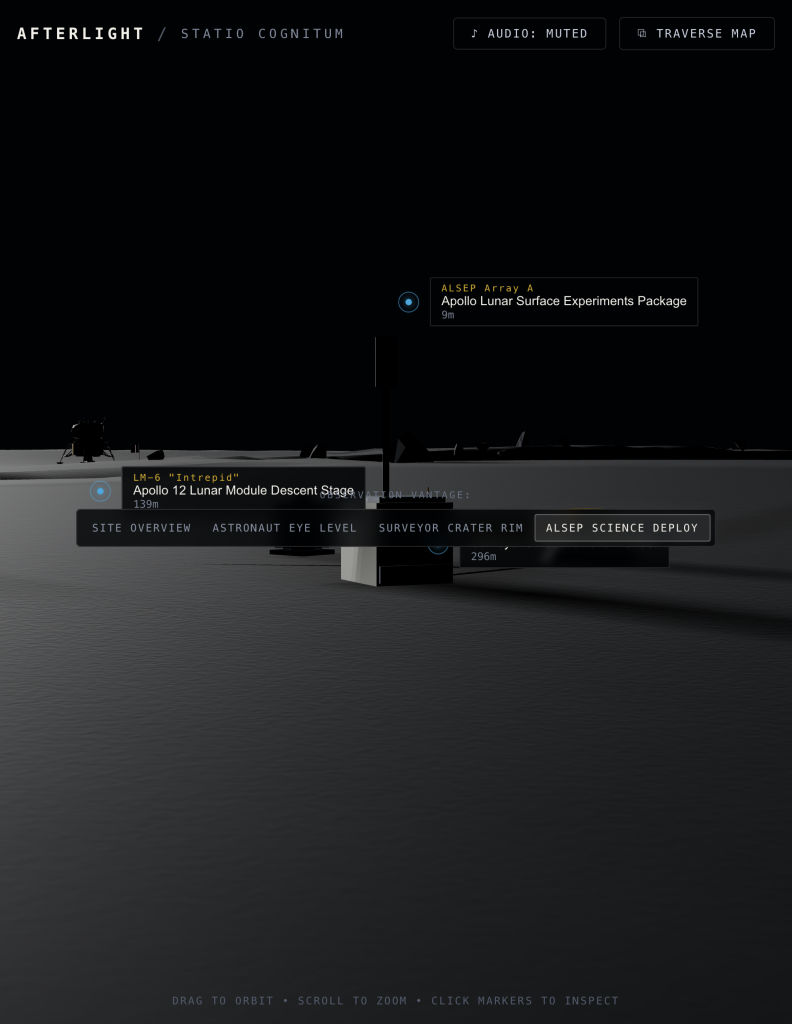 AFTERLIGHT / STATIO COGNITUM
♪ AUDIO: MUTED
TRAVERSE MAP
ALSEP Array A
Apollo Lunar Surface Experiments Package
9m
LM-6 "Intrepid"
Apollo 12 Lunar Module Descent Stage
139m
OBSERVATION VANTAGE:
SITE OVERVIEW
ASTRONAUT EYE LEVEL
SURVEYOR CRATER RIM
ALSEP SCIENCE DEPLOY
296m
DRAG TO ORBIT • SCROLL TO ZOOM • CLICK MARKERS TO INSPECT